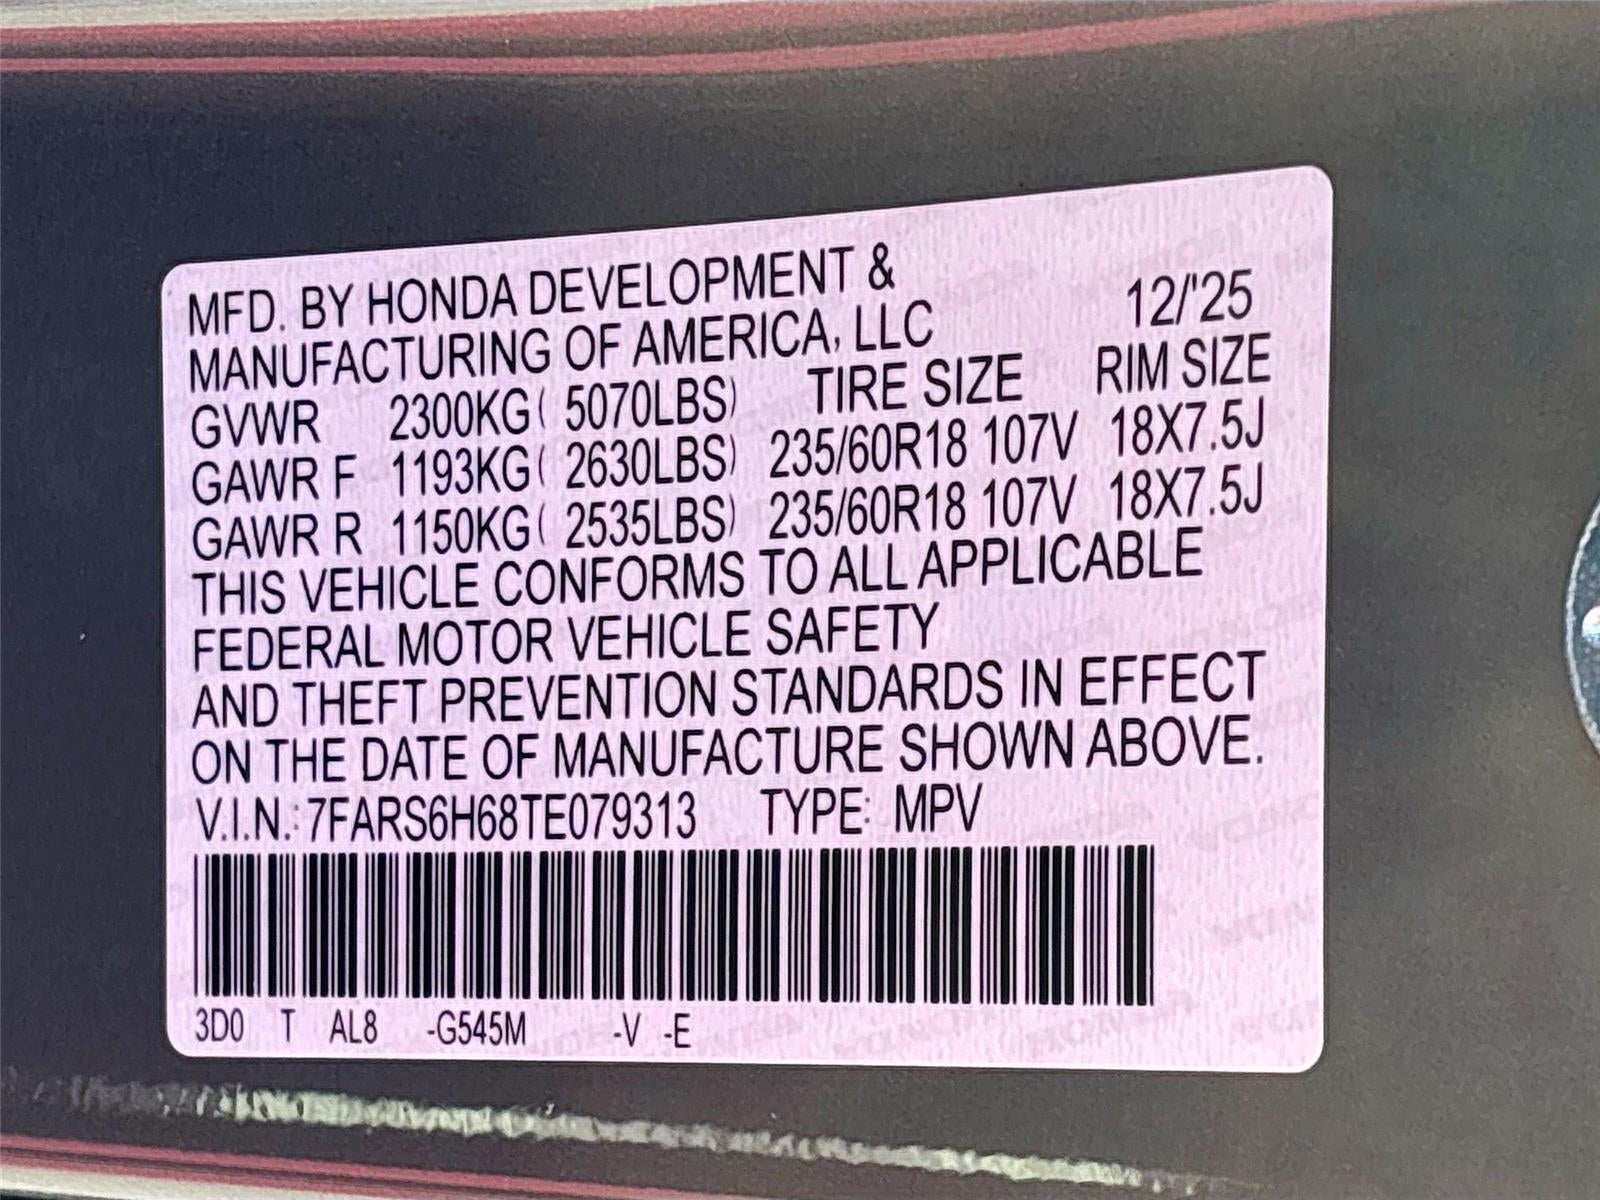 MFD. BY HONDA DEVELOPMENT &
MANUFACTURING OF AMERICA, LLC 12/'25
GVWR 2300KG( 5070LBS) TIRE SIZE RIM SIZE
GAWR F 1193KG( 2630LBS) 235/60R18 107V 18X7.5J
GAWR R 1150KG( 2535LBS) 235/60R18 107V 18X7.5J
THIS VEHICLE CONFORMS TO ALL APPLICABLE
FEDERAL MOTOR VEHICLE SAFETY
AND THEFT PREVENTION STANDARDS IN EFFECT
ON THE DATE OF MANUFACTURE SHOWN ABOVE.
V.I.N.: 7FARS6H68TE079313 TYPE: MPV
3D0 T AL8 -G545M -V -E